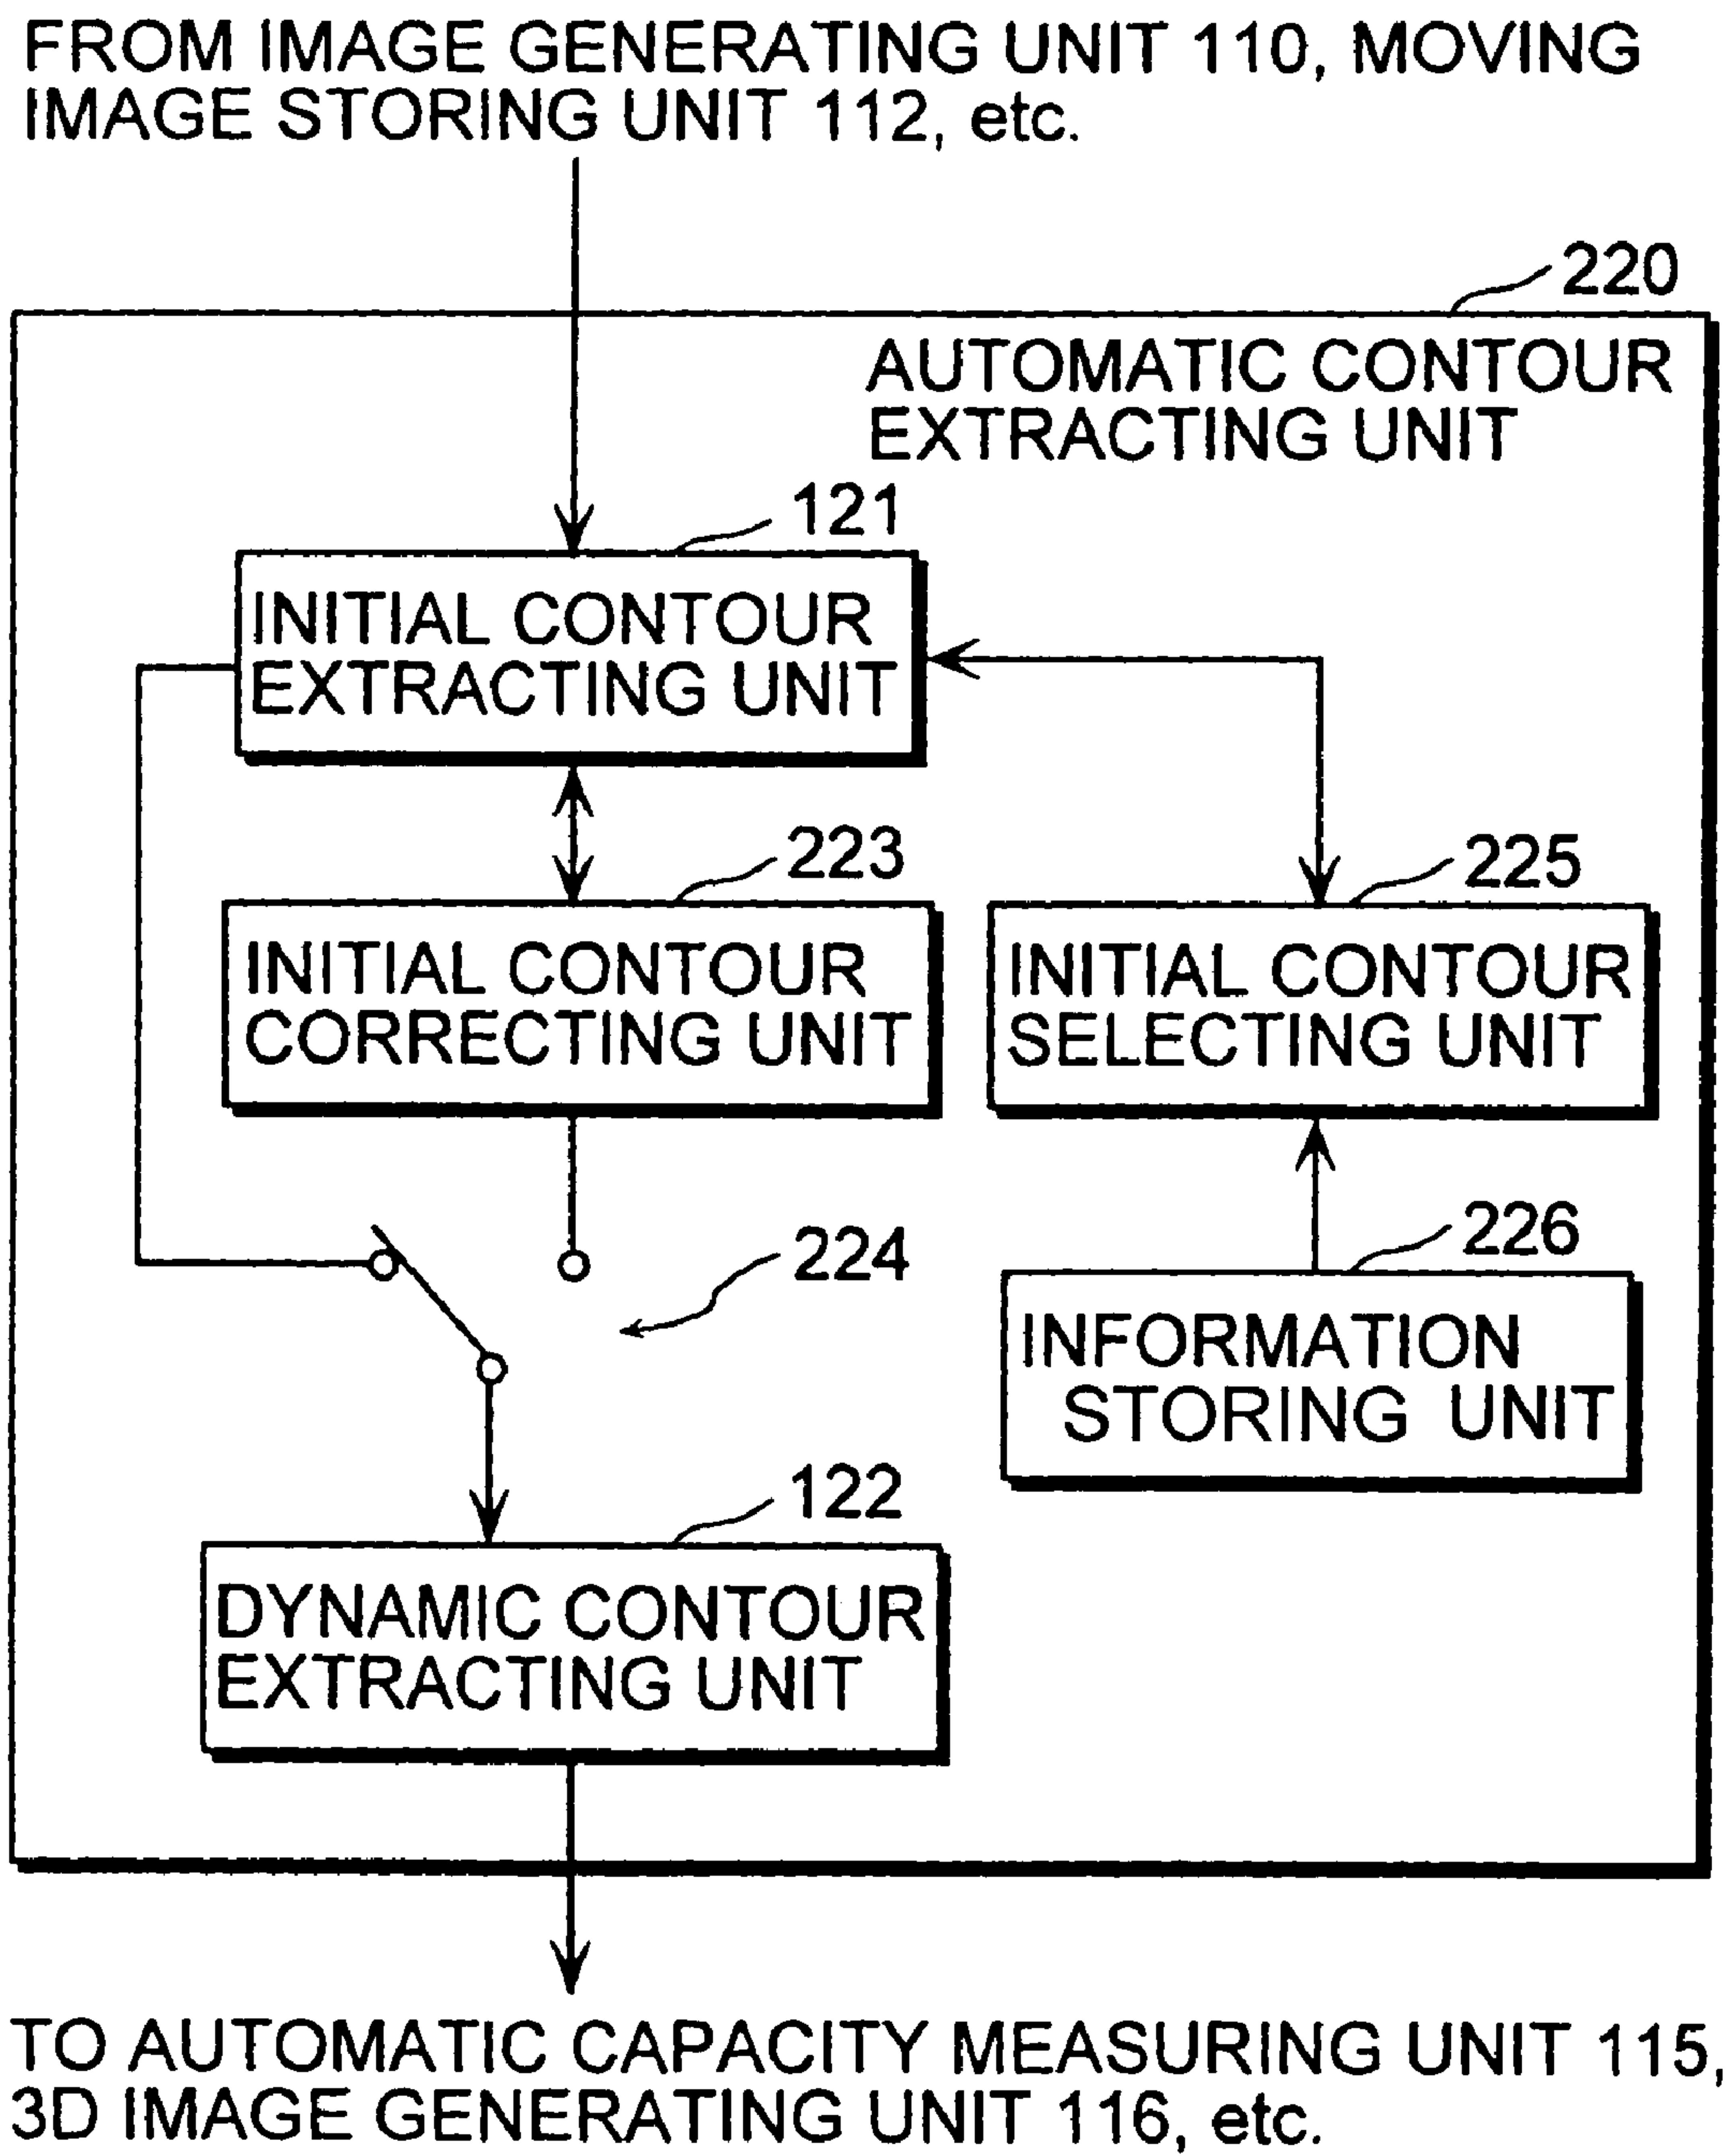 FROM IMAGE GENERATING UNIT 110, MOVING
IMAGE STORING UNIT 112, etc.
220
AUTOMATIC CONTOUR
EXTRACTING UNIT
121
INITIAL CONTOUR
EXTRACTING UNIT
223
INITIAL CONTOUR
CORRECTING UNIT
225
INITIAL CONTOUR
SELECTING UNIT
224
226
INFORMATION
STORING UNIT
122
DYNAMIC CONTOUR
EXTRACTING UNIT
TO AUTOMATIC CAPACITY MEASURING UNIT 115,
3D IMAGE GENERATING UNIT 116, etc.